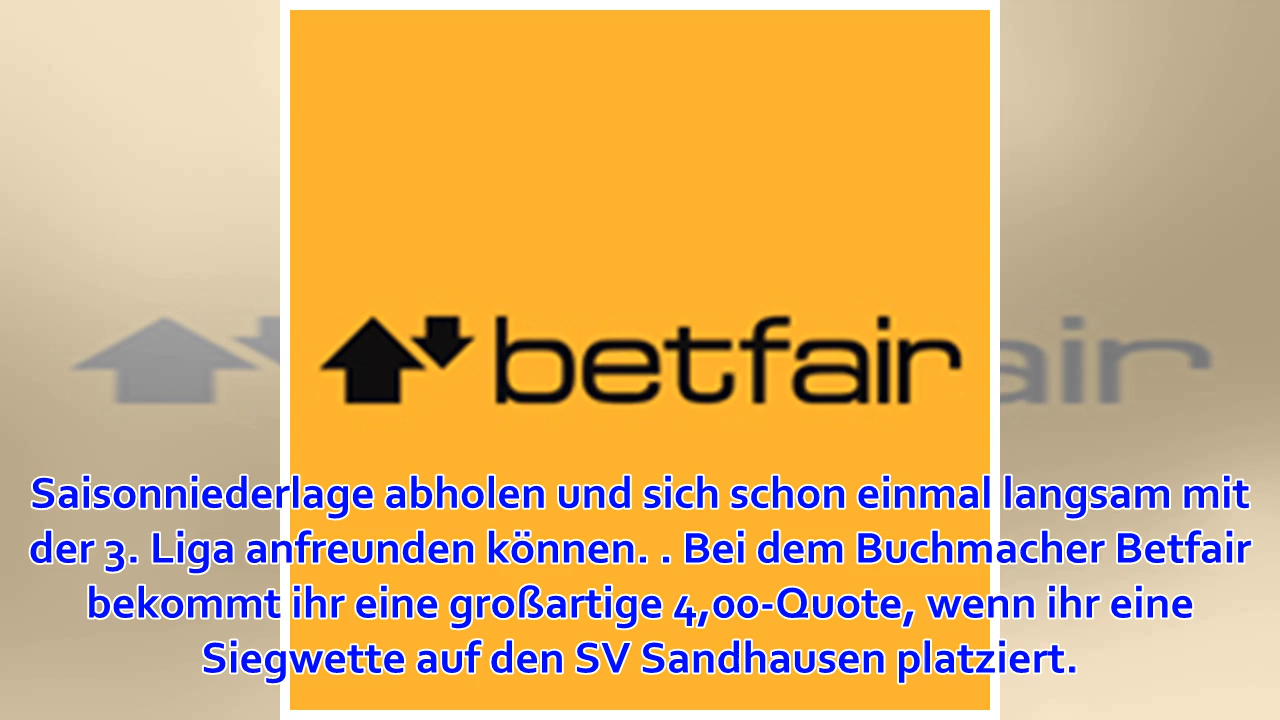 betfair
air
Saisonniederlage abholen und sich schon einmal langsam mit
der 3. Liga anfreunden können. . Bei dem Buchmacher Betfair
bekommt ihr eine großartige 4,00-Quote, wenn ihr eine
Siegwette auf den SV Sandhausen platziert.